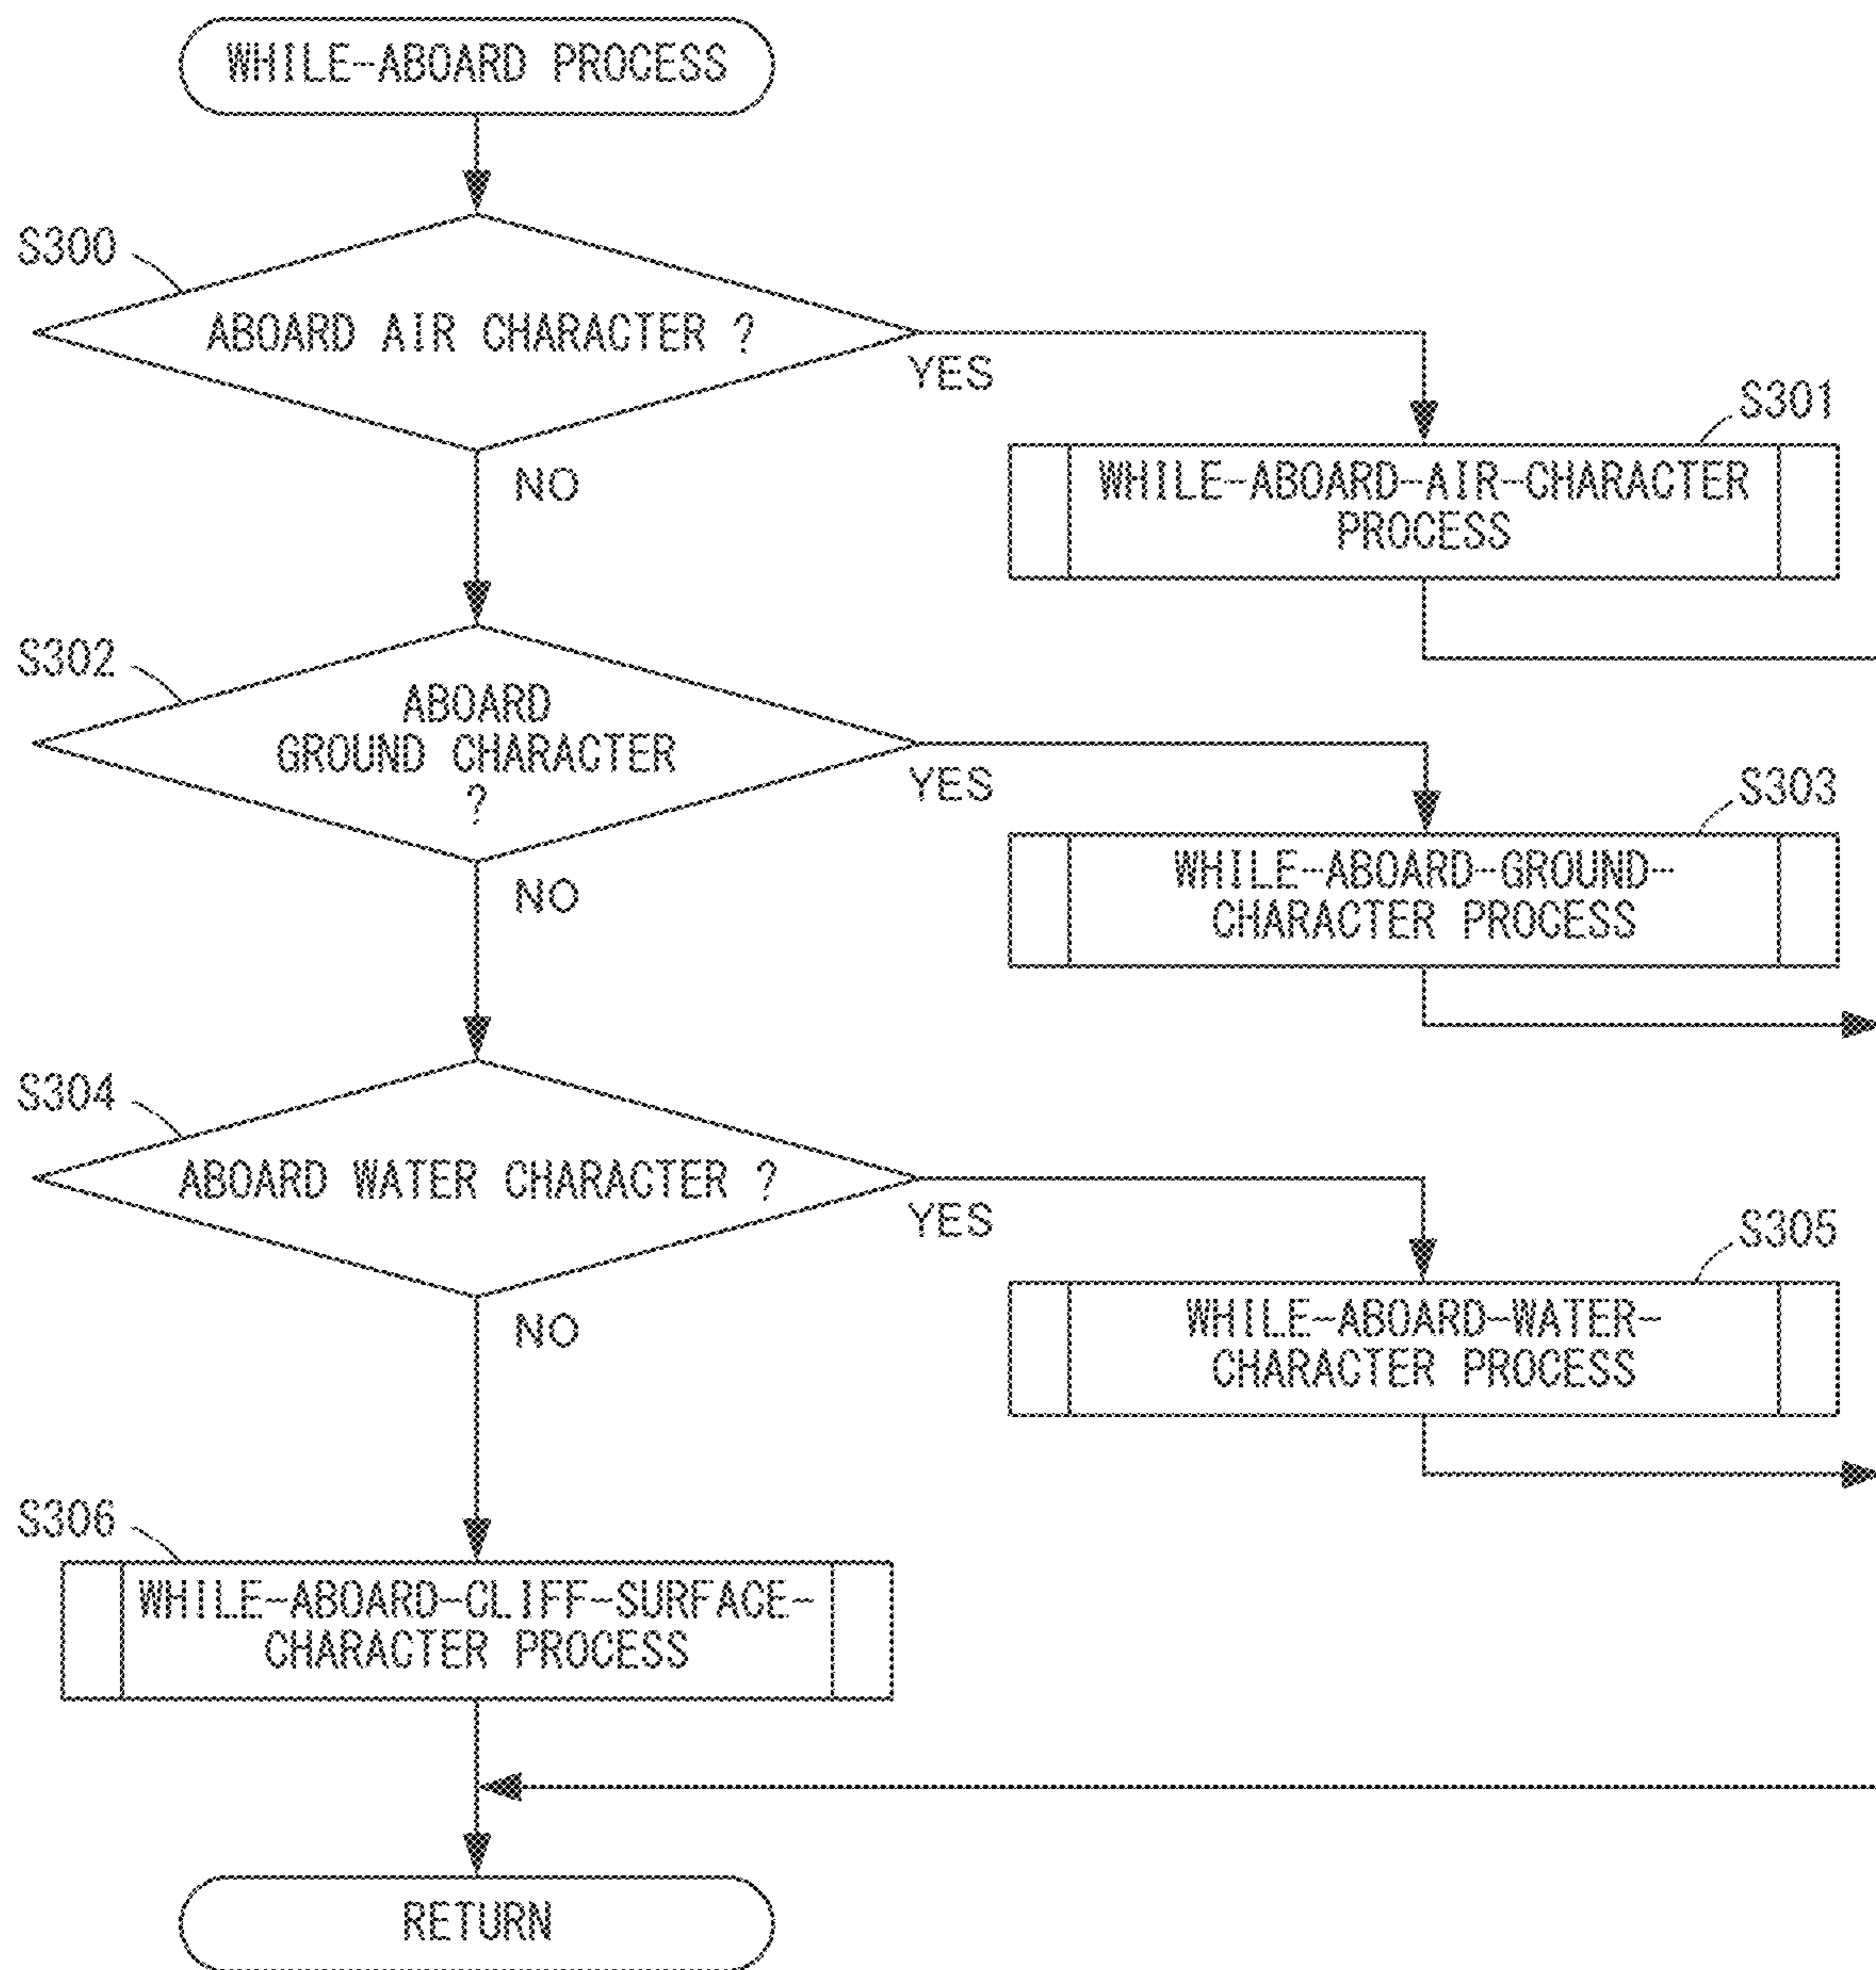 WHILE-ABOARD PROCESS
S300
ABOARD AIR CHARACTER ?
YES
NO
S301
WHILE-ABOARD-AIR-CHARACTER
PROCESS
S302
ABOARD
GROUND CHARACTER
?
YES
NO
S303
WHILE-ABOARD-GROUND-
CHARACTER PROCESS
S304
ABOARD WATER CHARACTER ?
YES
NO
S305
WHILE-ABOARD-WATER-
CHARACTER PROCESS
S306
WHILE-ABOARD-CLIFF-SURFACE-
CHARACTER PROCESS
RETURN